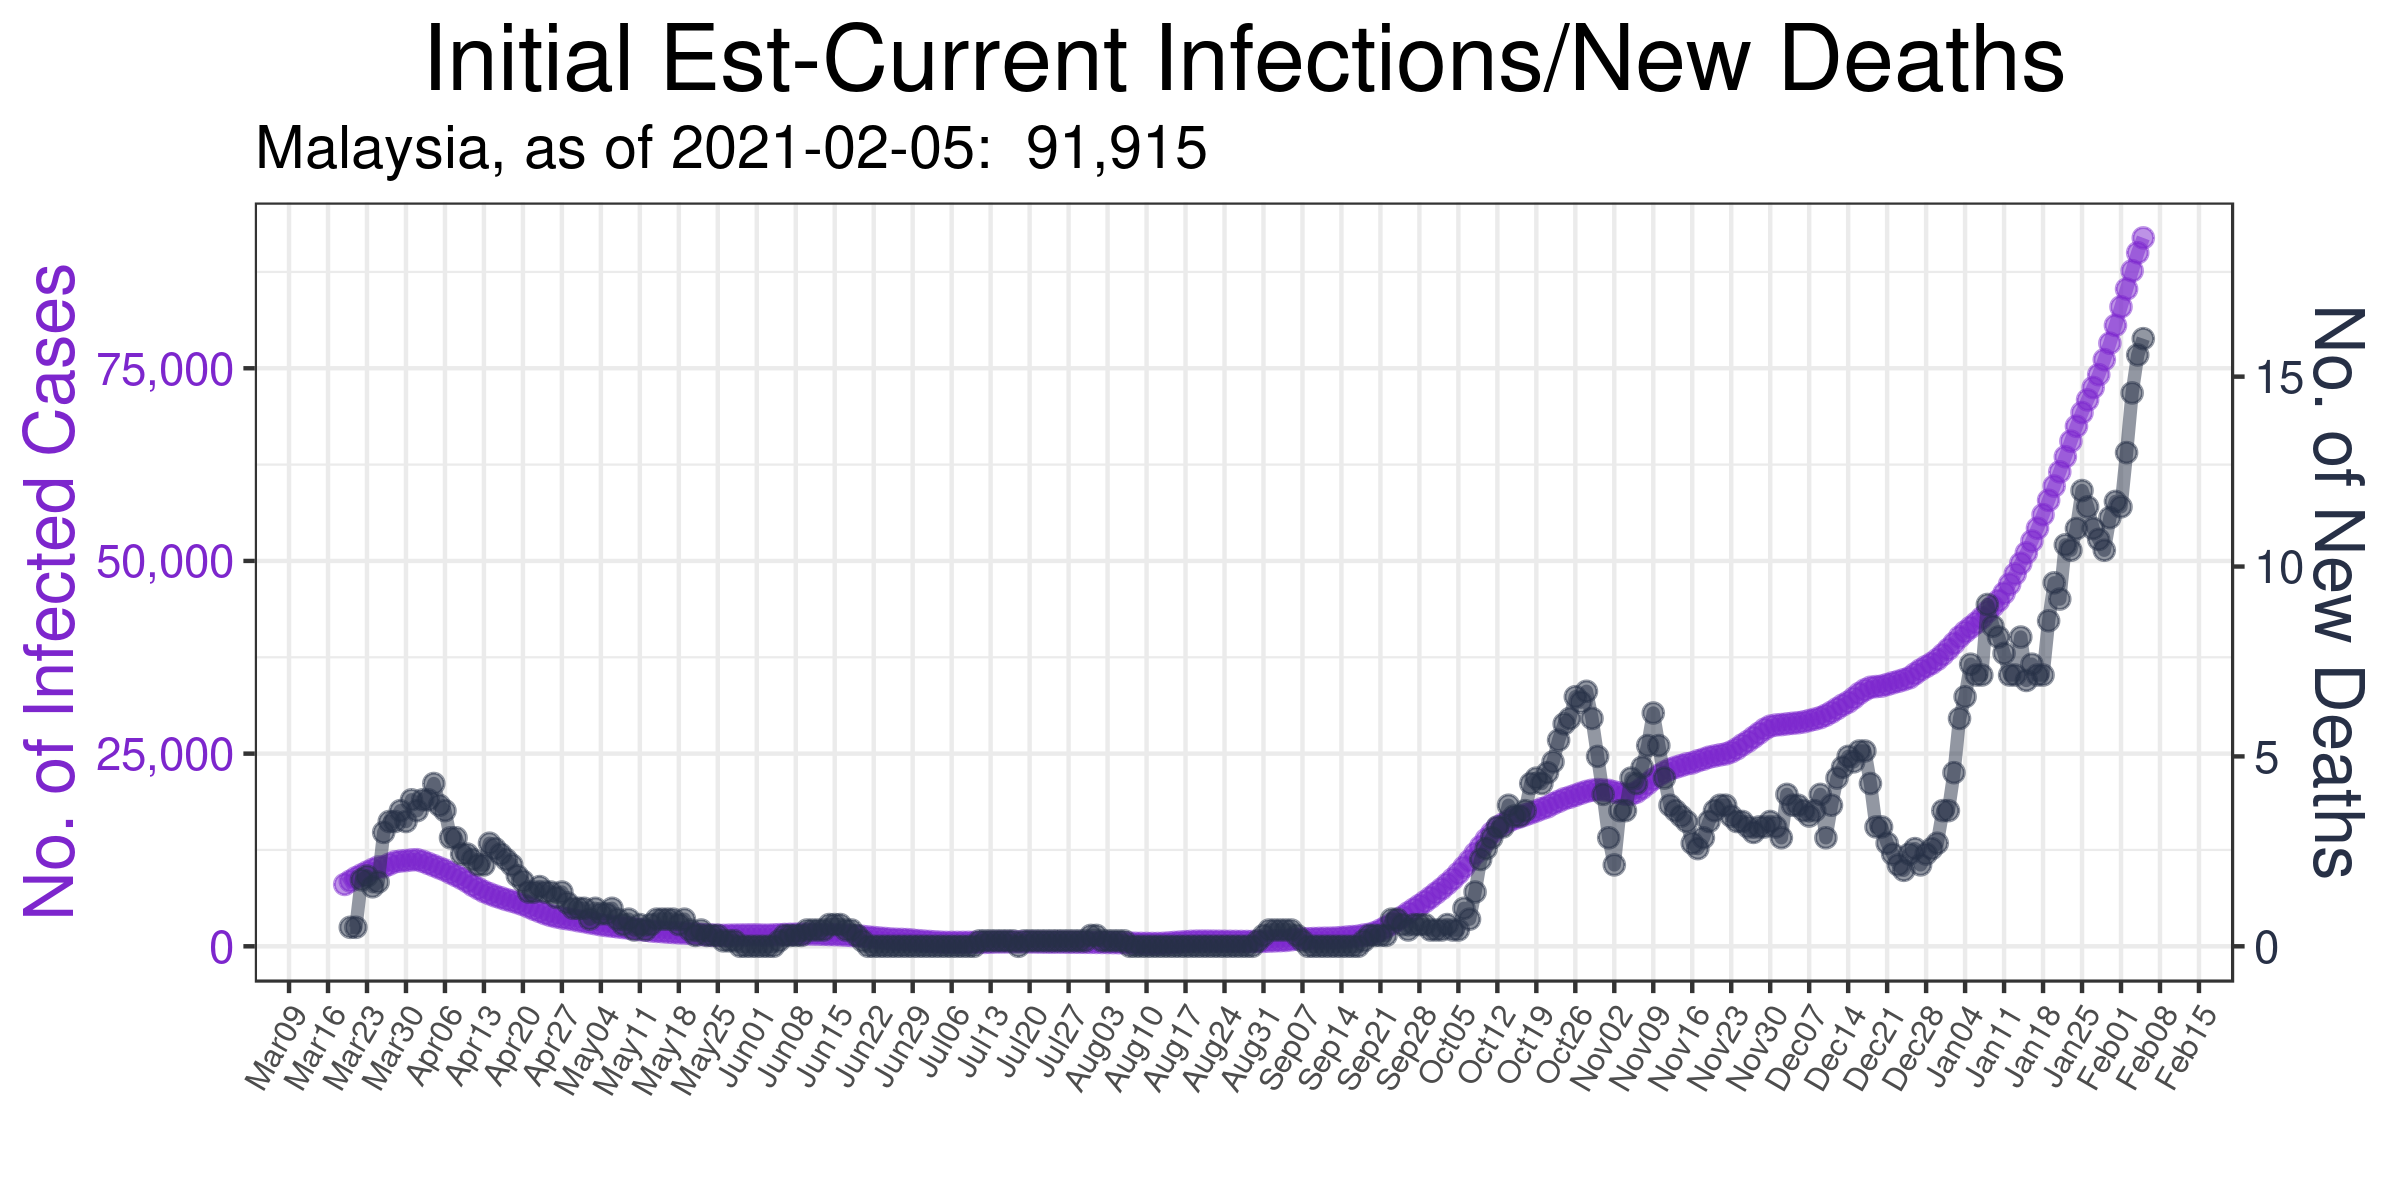 Initial Est-Current Infections/New Deaths
Malaysia, as of 2021-02-05:  91,915
No. of Infected Cases
75,000
50,000
25,000
0
15
10
5
0
No. of New Deaths
Mar09 Mar16 Mar23 Mar30 Apr06 Apr13 Apr20 Apr27 May04 May11 May18 May25 Jun01 Jun08 Jun15 Jun22 Jun29 Jul06 Jul13 Jul20 Jul27 Aug03 Aug10 Aug17 Aug24 Aug31 Sep07 Sep14 Sep21 Sep28 Oct05 Oct12 Oct19 Oct26 Nov02 Nov09 Nov16 Nov23 Nov30 Dec07 Dec14 Dec21 Dec28 Jan04 Jan11 Jan18 Jan25 Feb01 Feb08 Feb15